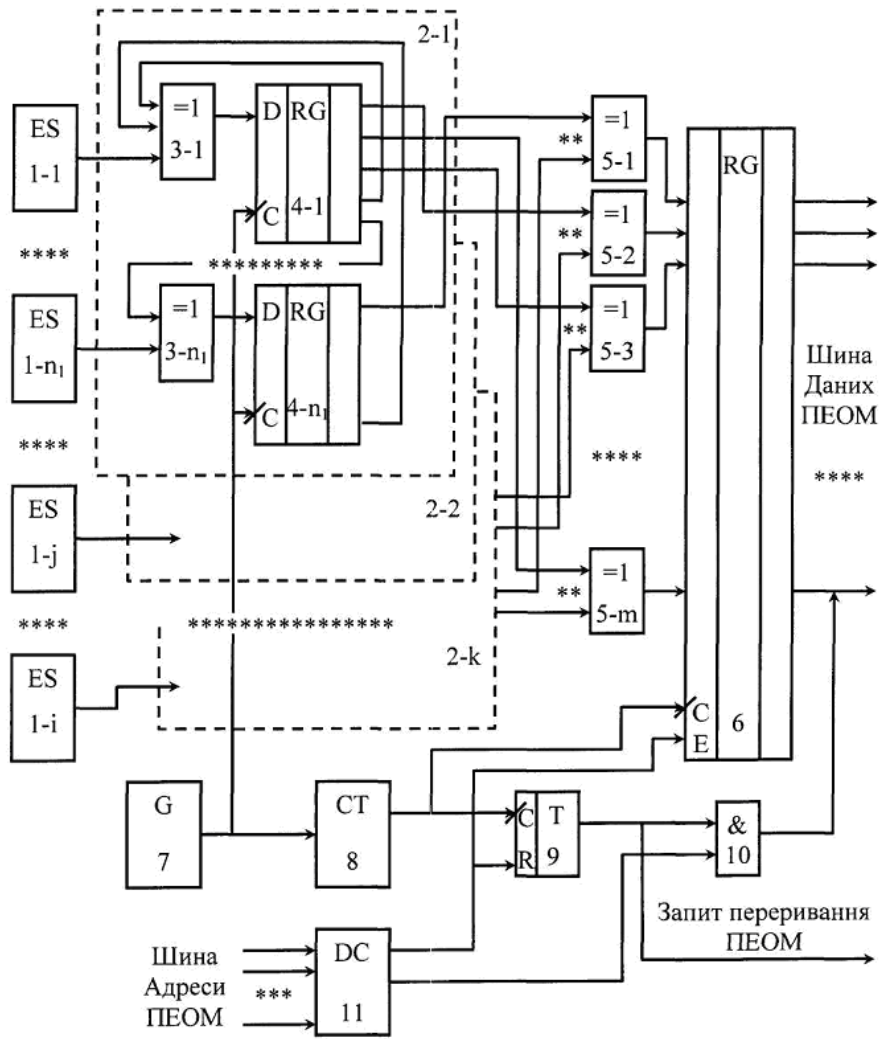 2-1
ES
1-1
=1
3-1
D
RG
C
4-1
=1
**
5-1
RG
****
*********
=1
**
5-2
ES
1-n₁
=1
3-n₁
D
RG
C
4-n₁
=1
**
5-3
Шина
Даних
ПЕОМ
****
****
****
ES
1-j
2-2
=1
**
5-m
****
****************
ES
1-i
2-k
C
E
6
G
7
CT
8
C
T
R
9
&
10
Запит переривання
ПЕОМ
Шина
Адреси
ПЕОМ
***
DC
11